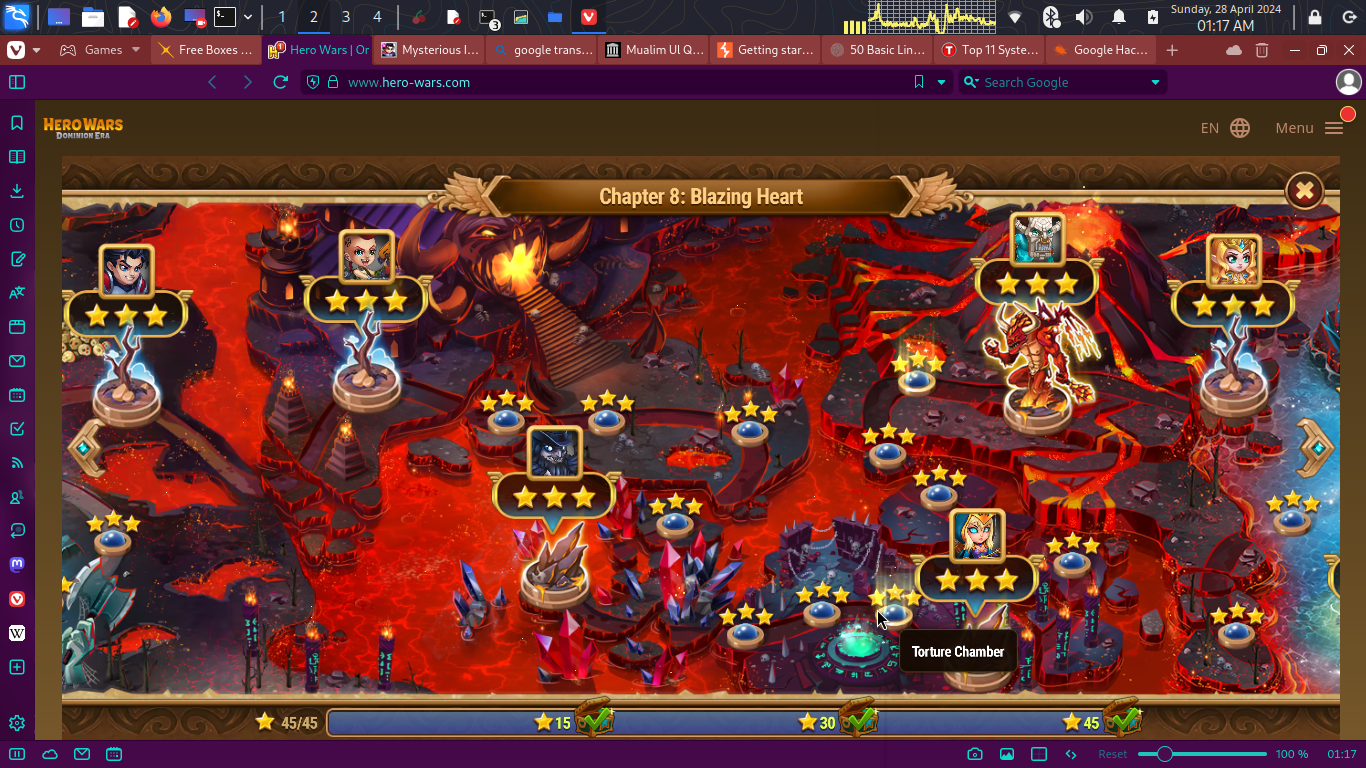 Sunday, 28 April 2024
01:17 AM
1 2 3 4
3
Games
Free Boxes ...
Hero Wars | Or
Mysterious I...
google trans...
Mualim Ul Q...
Getting star...
50 Basic Lin...
Top 11 Syste...
Google Hac...
www.hero-wars.com
Search Google
HERO WARS
DOMINION ERA
EN
Menu
Chapter 8: Blazing Heart
Torture Chamber
45/45
15
30
45
Reset
100 %
01:17